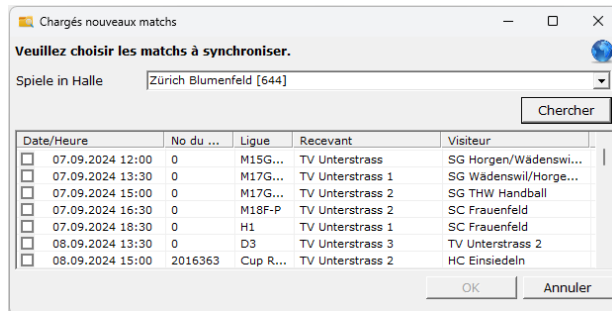 Chargés nouveaux matchs
Veuillez choisir les matchs à synchroniser.
Spiele in Halle Zürich Blumenfeld [644]
Chercher
Date/Heure No du ... Ligue Recevant Visiteur
07.09.2024 12:00 0 M15G... TV Unterstrass SG Horgen/Wädenswi...
07.09.2024 13:30 0 M17G... TV Unterstrass 1 SG Wädenswil/Horge...
07.09.2024 15:00 0 M17G... TV Unterstrass 2 SG THW Handball
07.09.2024 16:30 0 M18F-P TV Unterstrass 2 SC Frauenfeld
07.09.2024 18:30 0 H1 TV Unterstrass 1 SC Frauenfeld
08.09.2024 13:30 0 D3 TV Unterstrass 3 TV Unterstrass 2
08.09.2024 15:00 2016363 Cup R... TV Unterstrass 2 HC Einsiedeln
OK Annuler